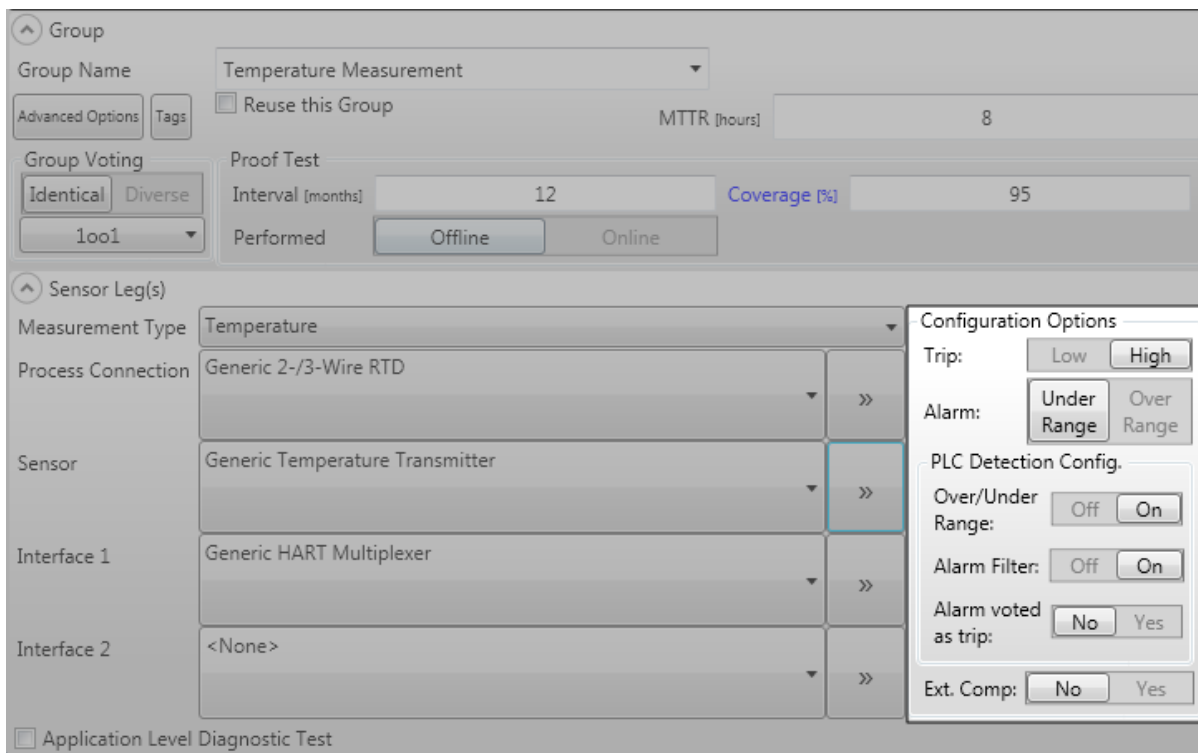 Group
Group Name Temperature Measurement
Advanced Options Tags Reuse this Group MTTR [hours] 8
Group Voting Proof Test
Identical Diverse Interval [months] 12 Coverage [%] 95
1oo1 Performed Offline Online
Sensor Leg(s)
Measurement Type Temperature
Process Connection Generic 2-/3-Wire RTD »
Sensor Generic Temperature Transmitter »
Interface 1 Generic HART Multiplexer »
Interface 2 <None> »
Application Level Diagnostic Test
Configuration Options
Trip: Low High
Alarm: Under Range Over Range
PLC Detection Config.
Over/Under
Range: Off On
Alarm Filter: Off On
Alarm voted
as trip: No Yes
Ext. Comp: No Yes